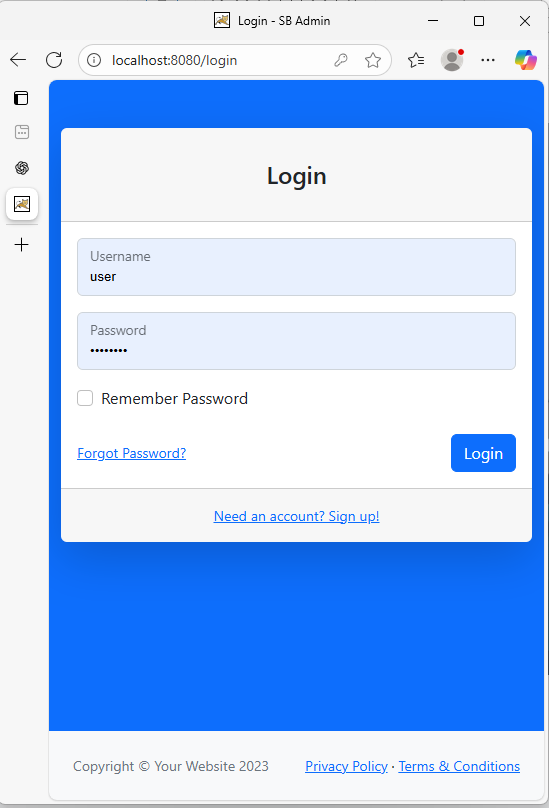 Login - SB Admin
localhost:8080/login
Login
Username
user
Password
••••••••
Remember Password
Forgot Password? Login
Need an account? Sign up!
Copyright © Your Website 2023 Privacy Policy · Terms & Conditions